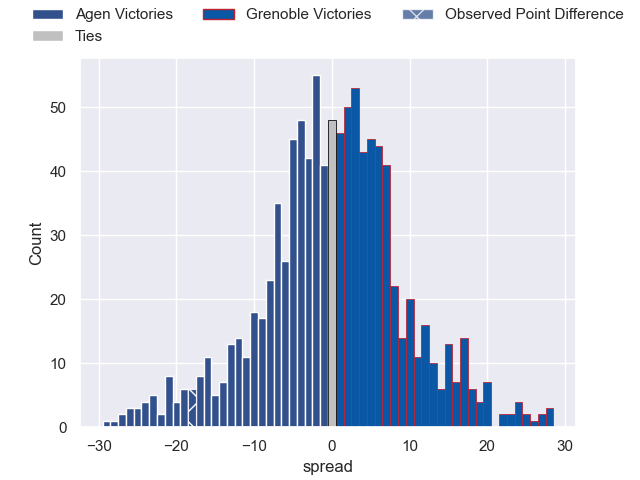 Agen Victories
Grenoble Victories
Observed Point Difference
Ties
50
40
30
20
10
0
Count
−30
−20
−10
0
10
20
30
spread